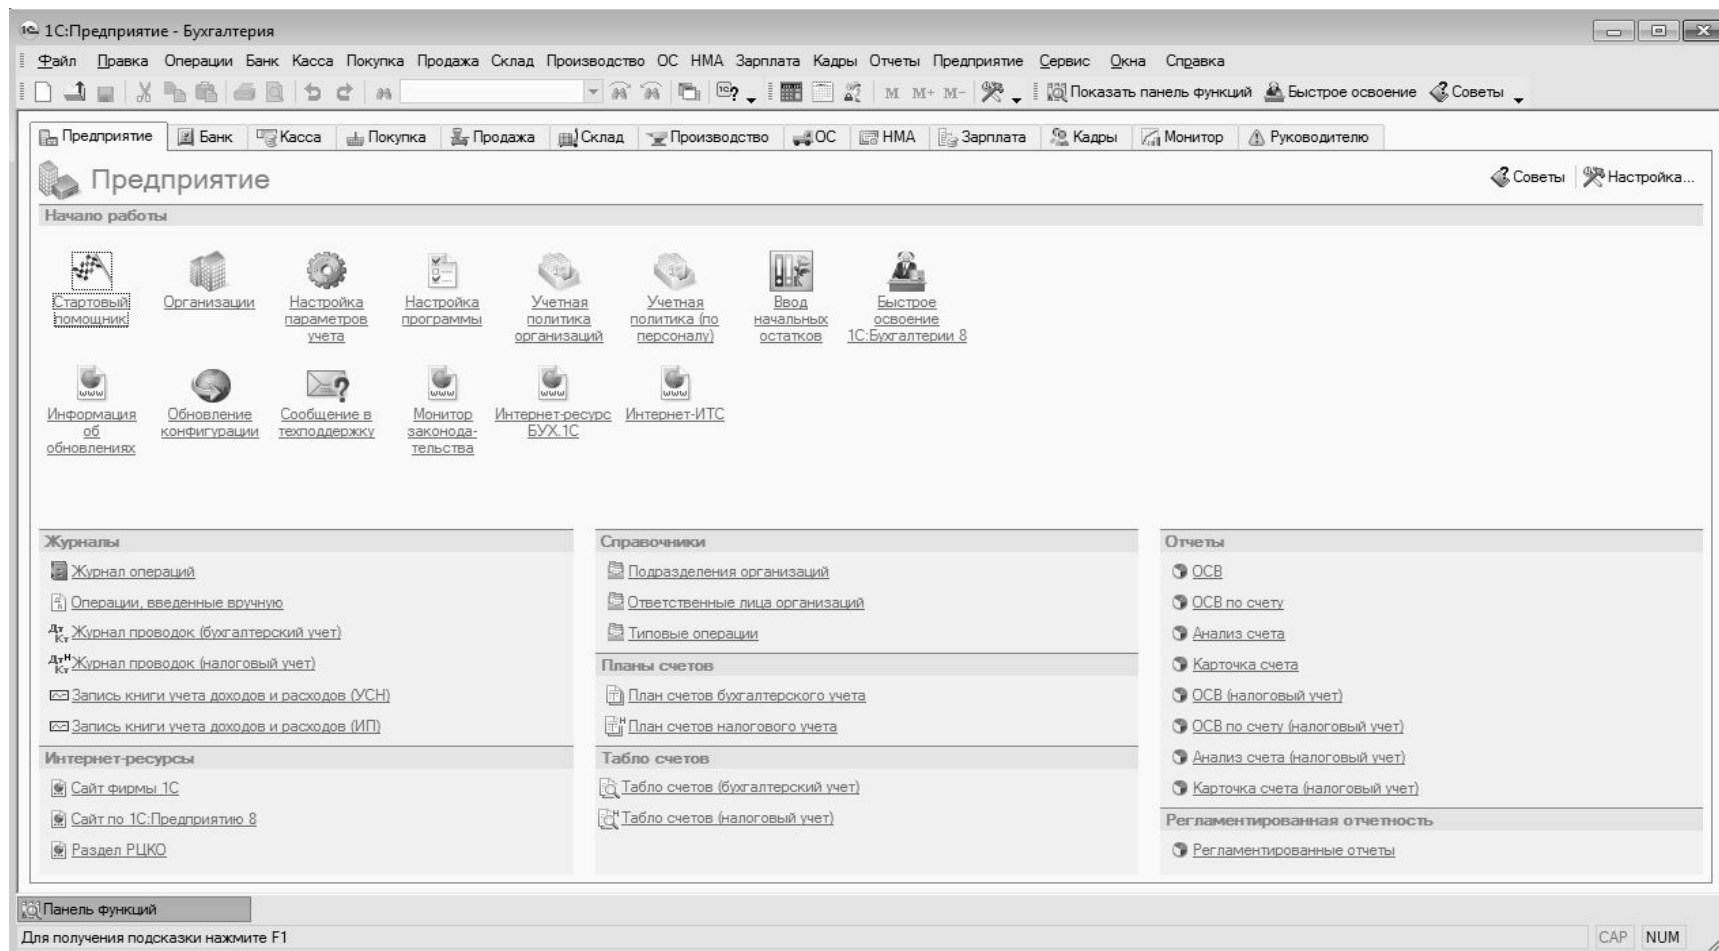 1С:Предприятие - Бухгалтерия
Файл Правка Операции Банк Касса Покупка Продажа Склад Производство ОС НМА Зарплата Кадры Отчеты Предприятие Сервис Окна Справка
М М+ М- Показать панель функций Быстрое освоение Советы
Предприятие Банк Касса Покупка Продажа Склад Производство ОС НМА Зарплата Кадры Монитор Руководителю
Предприятие Советы Настройка...
Начало работы
Стартовый помощник
Организации
Настройка параметров учета
Настройка программы
Учетная политика организаций
Учетная политика (по персоналу)
Ввод начальных остатков
Быстрое освоение 1С:Бухгалтерии 8
Информация об обновлениях
Обновление конфигурации
Сообщение в техподдержку
Монитор законода-тельства
Интернет-ресурс БУХ.1С
Интернет-ИТС
Журналы
Журнал операций
Операции, введенные вручную
Журнал проводок (бухгалтерский учет)
Журнал проводок (налоговый учет)
Запись книги учета доходов и расходов (УСН)
Запись книги учета доходов и расходов (ИП)
Интернет-ресурсы
Сайт фирмы 1С
Сайт по 1С:Предприятию 8
Раздел РЦКО
Справочники
Подразделения организаций
Ответственные лица организаций
Типовые операции
Планы счетов
План счетов бухгалтерского учета
План счетов налогового учета
Табло счетов
Табло счетов (бухгалтерский учет)
Табло счетов (налоговый учет)
Отчеты
ОСВ
ОСВ по счету
Анализ счета
Карточка счета
ОСВ (налоговый учет)
ОСВ по счету (налоговый учет)
Анализ счета (налоговый учет)
Карточка счета (налоговый учет)
Регламентированная отчетность
Регламентированные отчеты
Панель функций
Для получения подсказки нажмите F1 CAP NUM